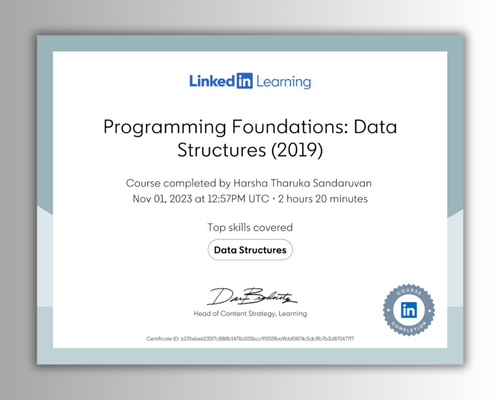 Linked in Learning
Programming Foundations: Data
Structures (2019)
Course completed by Harsha Tharuka Sandaruvan
Nov 01, 2023 at 12:57PM UTC • 2 hours 20 minutes
Top skills covered
Data Structures
Head of Content Strategy, Learning
COURSE
in
COMPLETION
Certificate ID: